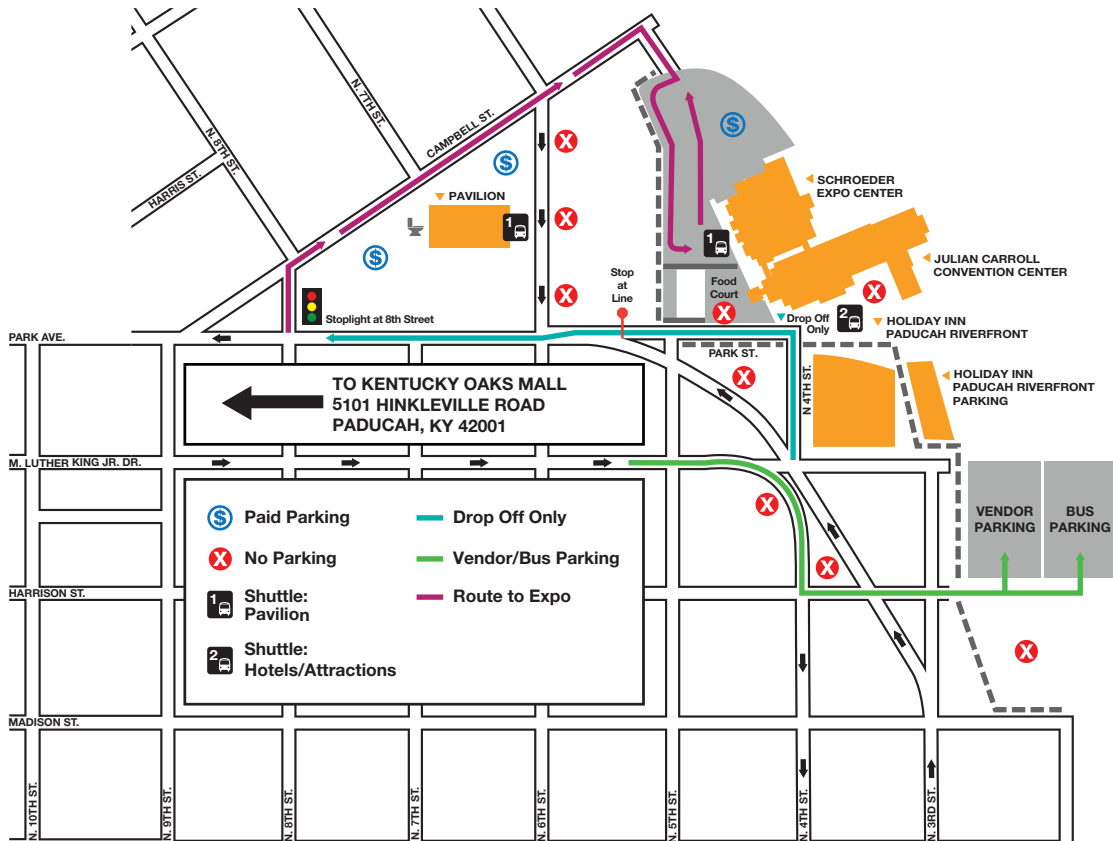 N. 7TH ST.
N. 8TH ST.
HARRIS ST.
CAMPBELL ST.
$
$
$
X
X
X
PAVILION
1
SCHROEDER
EXPO CENTER
JULIAN CARROLL
CONVENTION CENTER
1
Food
Court
X
X
Stop
at
Line
Drop Off
Only
2
HOLIDAY INN
PADUCAH RIVERFRONT
Stoplight at 8th Street
PARK AVE.
PARK ST.
X
N 4TH ST.
HOLIDAY INN
PADUCAH RIVERFRONT
PARKING
TO KENTUCKY OAKS MALL
5101 HINKLEVILLE ROAD
PADUCAH, KY 42001
M. LUTHER KING JR. DR.
X
X
VENDOR
PARKING
BUS
PARKING
$ Paid Parking
X No Parking
1 Shuttle:
Pavilion
2 Shuttle:
Hotels/Attractions
Drop Off Only
Vendor/Bus Parking
Route to Expo
HARRISON ST.
X
MADISON ST.
N. 10TH ST.
N. 9TH ST.
N. 8TH ST.
N. 7TH ST.
N. 6TH ST.
N. 5TH ST.
N. 4TH ST.
N. 3RD ST.